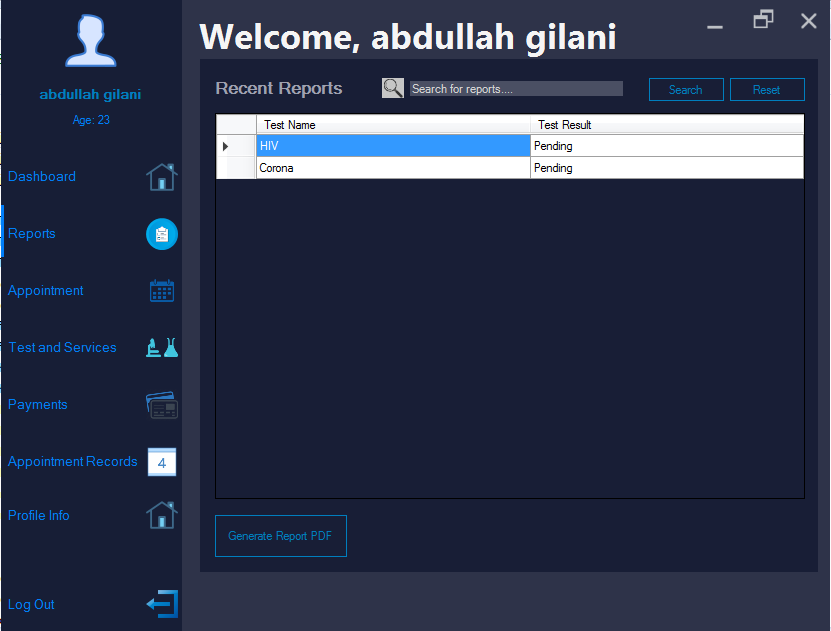 abdullah gilani
Age: 23
Dashboard
Reports
Appointment
Test and Services
Payments
Appointment Records
4
Profile Info
Log Out
Welcome, abdullah gilani
Recent Reports
Search for reports....
Search
Reset
Test Name Test Result
HIV Pending
Corona Pending
Generate Report PDF